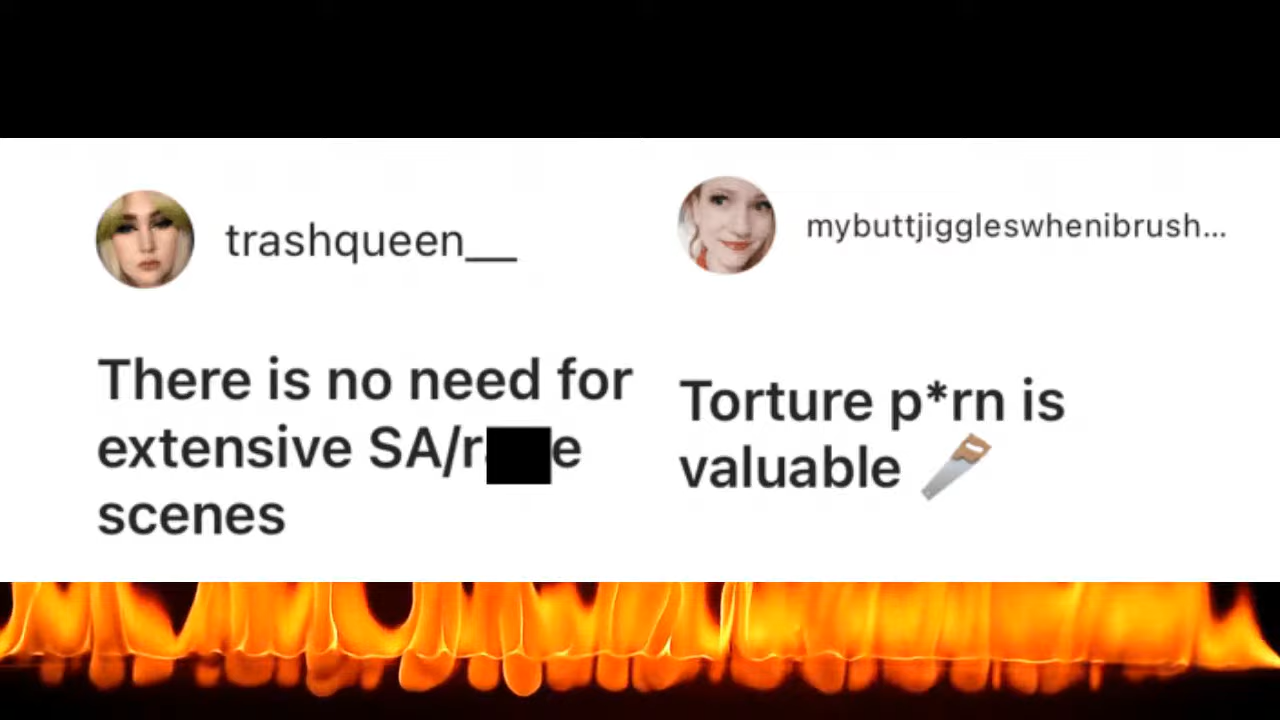 trashqueen__
There is no need for
extensive SA/r e
scenes
mybuttjiggleswhenibrush...
Torture p*rn is
valuable 🪚